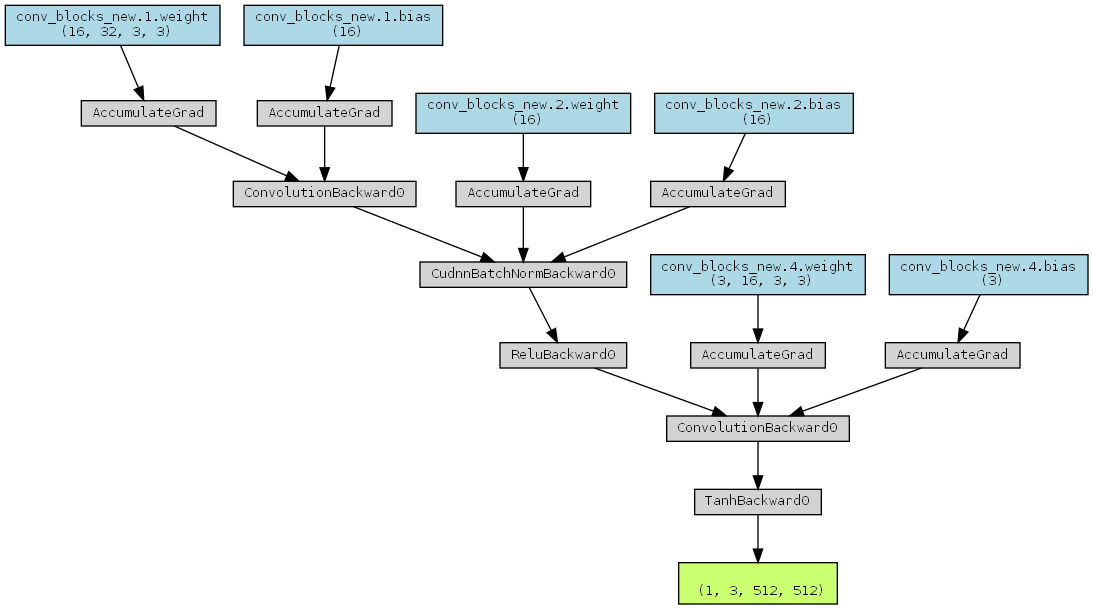 conv_blocks_new.1.weight
(16, 32, 3, 3)
conv_blocks_new.1.bias
(16)
AccumulateGrad
AccumulateGrad
conv_blocks_new.2.weight
(16)
conv_blocks_new.2.bias
(16)
ConvolutionBackward0
AccumulateGrad
AccumulateGrad
CudnnBatchNormBackward0
conv_blocks_new.4.weight
(3, 16, 3, 3)
conv_blocks_new.4.bias
(3)
ReluBackward0
AccumulateGrad
AccumulateGrad
ConvolutionBackward0
TanhBackward0
(1, 3, 512, 512)